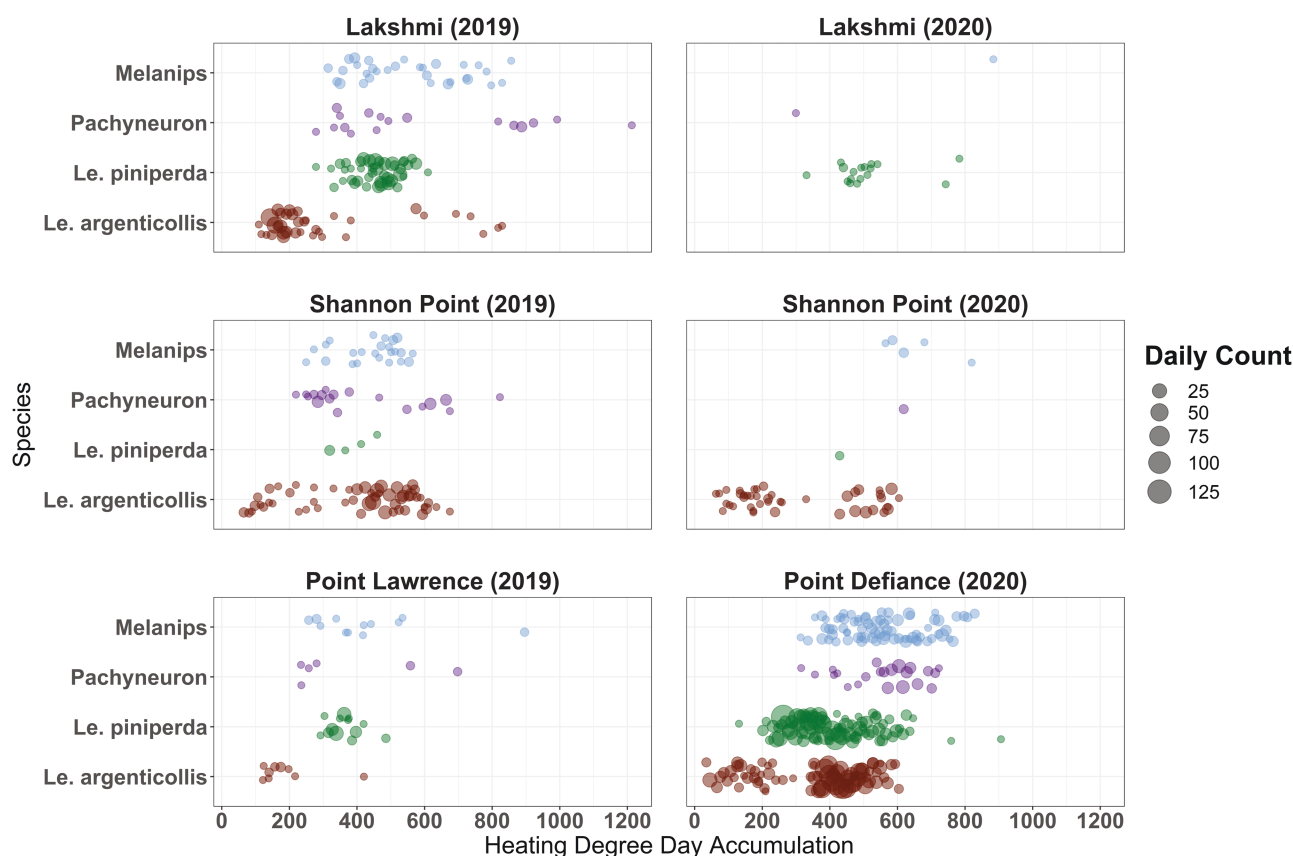 Lakshmi (2019)
Lakshmi (2020)
Melanips
Pachyneuron
Le. piniperda
Le. argenticollis
Shannon Point (2019)
Shannon Point (2020)
Melanips
Pachyneuron
Le. piniperda
Le. argenticollis
Species
Daily Count
25
50
75
100
125
Point Lawrence (2019)
Point Defiance (2020)
Melanips
Pachyneuron
Le. piniperda
Le. argenticollis
0 200 400 600 800 1000 1200
0 200 400 600 800 1000 1200
Heating Degree Day Accumulation